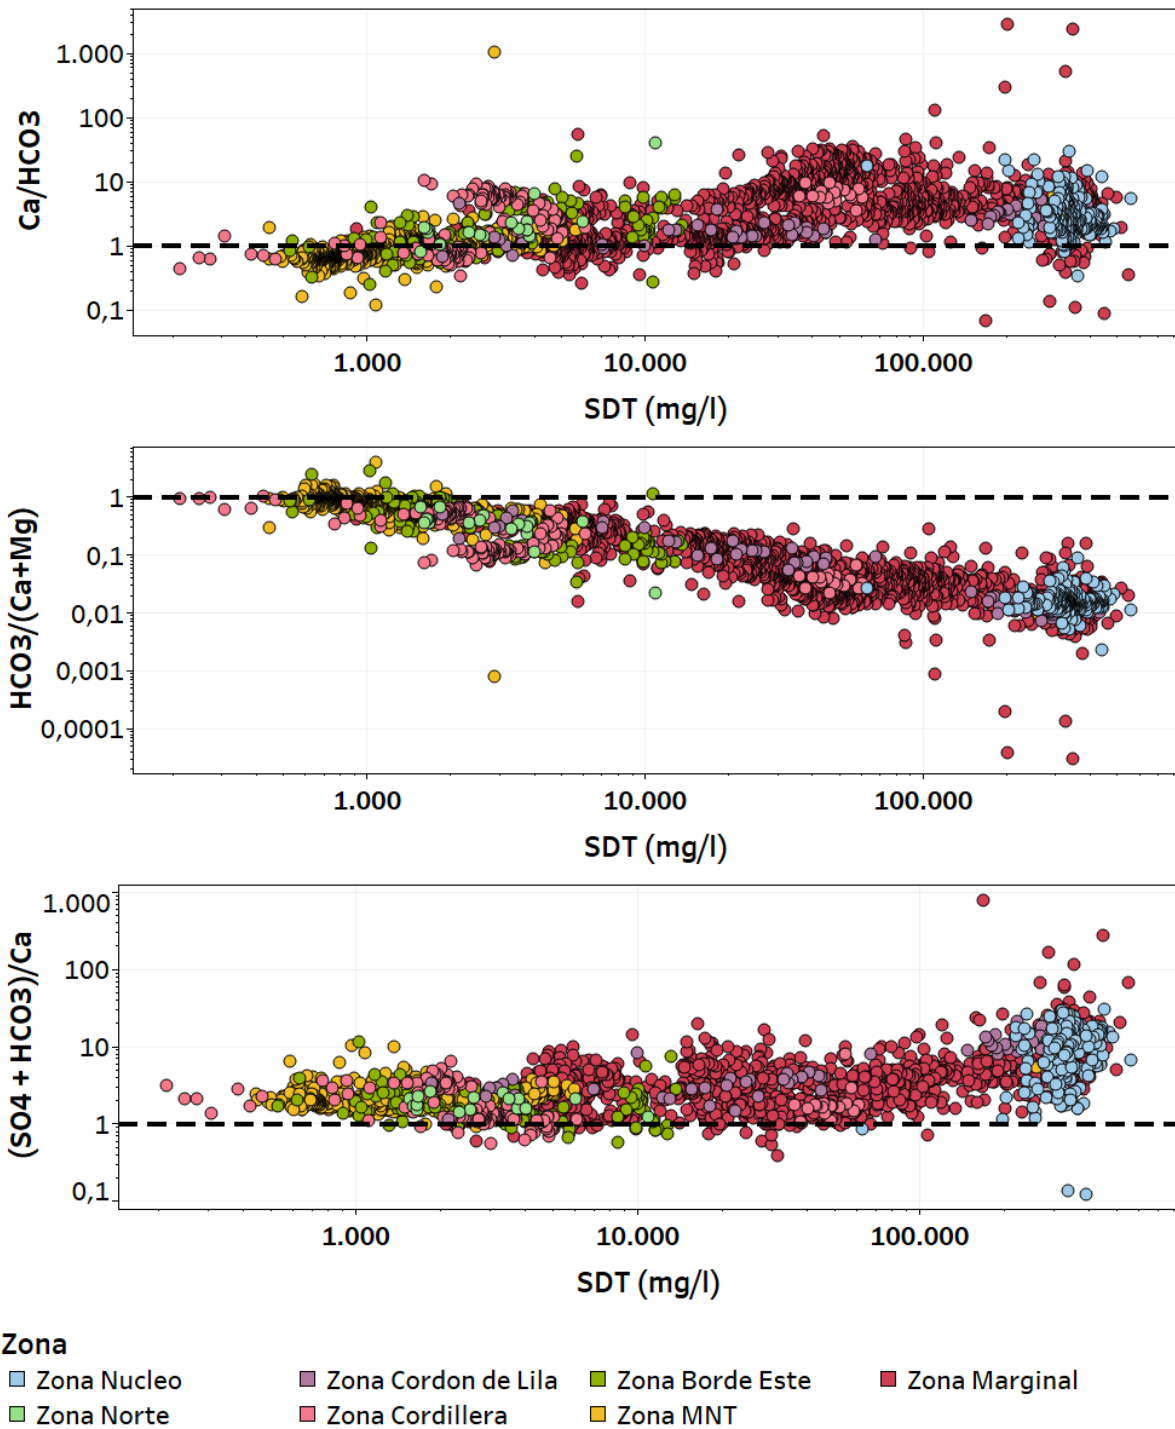 Ca/HCO3
1.000
100
10
1
0,1
1.000 10.000 100.000
SDT (mg/l)
HCO3/(Ca+Mg)
1
0,1
0,01
0,001
0,0001
1.000 10.000 100.000
SDT (mg/l)
(SO4 + HCO3)/Ca
1.000
100
10
1
0,1
1.000 10.000 100.000
SDT (mg/l)
Zona
Zona Nucleo Zona Cordon de Lila Zona Borde Este Zona Marginal
Zona Norte Zona Cordillera Zona MNT